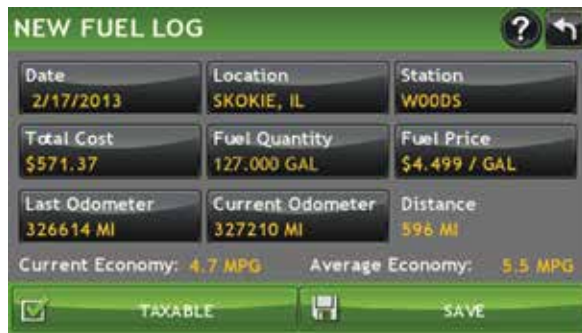 NEW FUEL LOG ?
Date Location Station
2/17/2013 SKOKIE, IL WOODS
Total Cost Fuel Quantity Fuel Price
$571.37 127.000 GAL $4.499 / GAL
Last Odometer Current Odometer Distance
326614 MI 327210 MI 596 MI
Current Economy: 4.7 MPG Average Economy: 5.5 MPG
TAXABLE SAVE